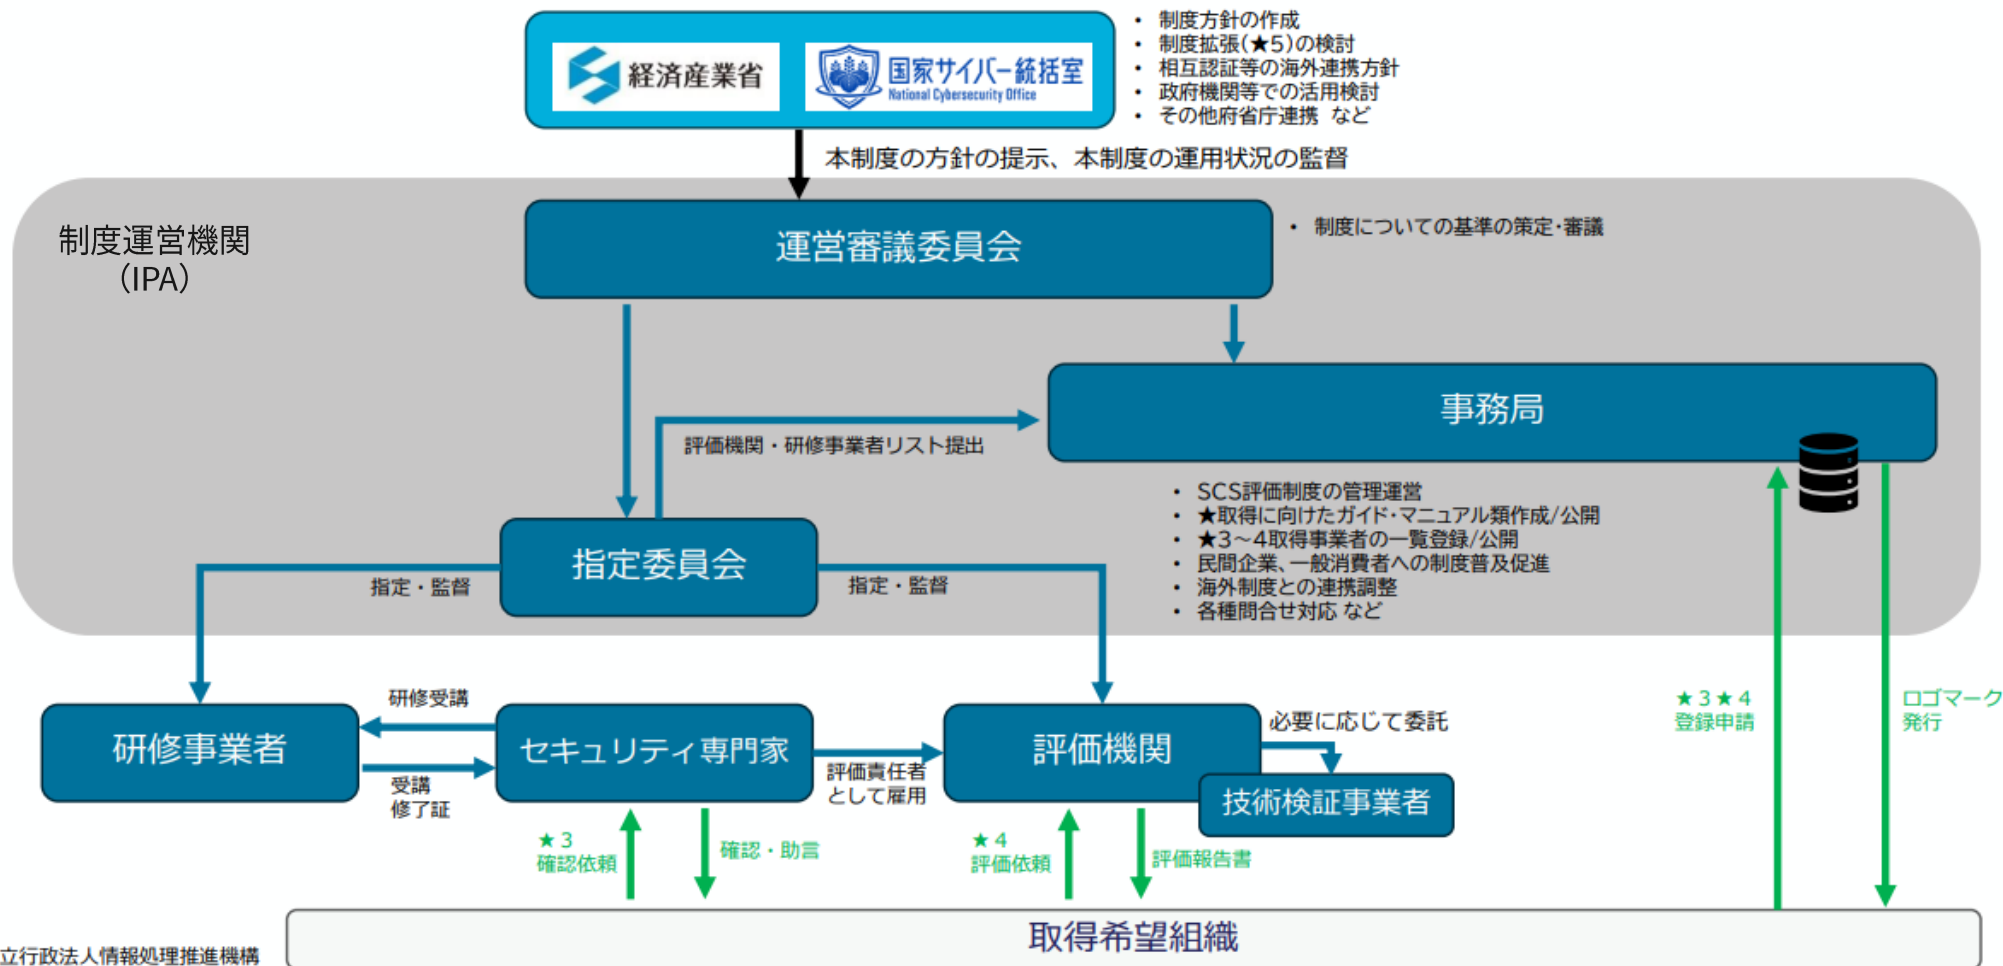 経済産業省
国家サイバー統括室
National Cybersecurity Office
• 制度方針の作成
• 制度拡張(★5)の検討
• 相互認証等の海外連携方針
• 政府機関等での活用検討
• その他府省庁連携 など
本制度の方針の提示、本制度の運用状況の監督
制度運営機関
(IPA)
運営審議委員会
• 制度についての基準の策定・審議
事務局
評価機関・研修事業者リスト提出
• SCS評価制度の管理運営
• ★取得に向けたガイド・マニュアル類作成/公開
• ★3～4取得事業者の一覧登録/公開
• 民間企業、一般消費者への制度普及促進
• 海外制度との連携調整
• 各種問合せ対応 など
指定委員会
指定・監督
指定・監督
研修事業者
研修受講
受講
修了証
セキュリティ専門家
評価責任者
として雇用
評価機関
必要に応じて委託
技術検証事業者
★3★4
登録申請
ロゴマーク
発行
★3
確認依頼
確認・助言
★4
評価依頼
評価報告書
取得希望組織
立行政法人情報処理推進機構